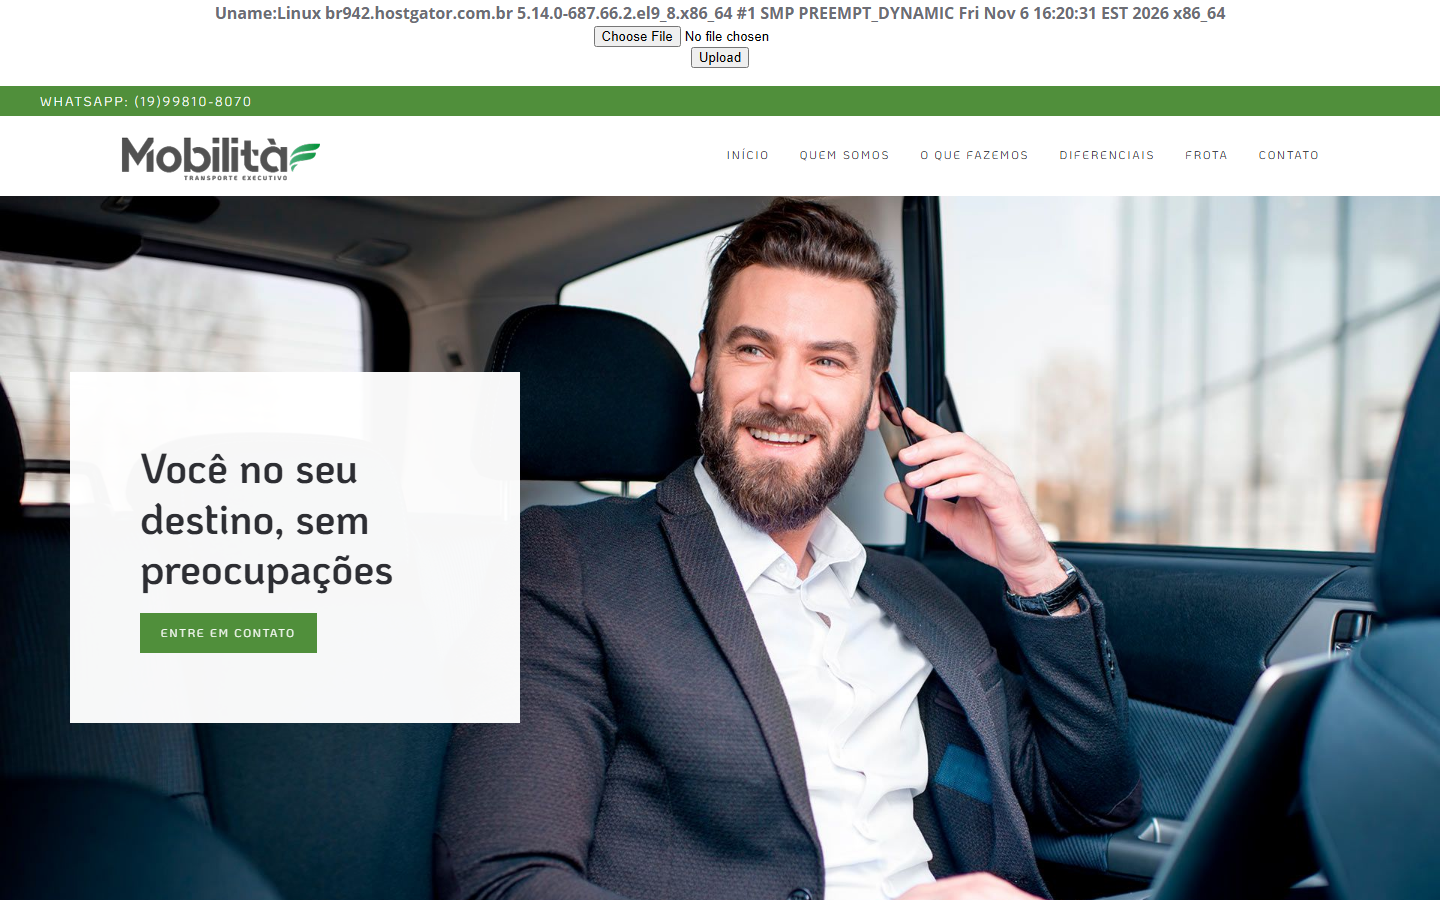 Uname:Linux br942.hostgator.com.br 5.14.0-687.66.2.el9_8.x86_64 #1 SMP PREEMPT_DYNAMIC Fri Nov 6 16:20:31 EST 2026 x86_64
Choose File No file chosen
Upload
WHATSAPP: (19)99810-8070
Mobilità
TRANSPORTE EXECUTIVO
INÍCIO QUEM SOMOS O QUE FAZEMOS DIFERENCIAIS FROTA CONTATO
Você no seu
destino, sem
preocupações
ENTRE EM CONTATO